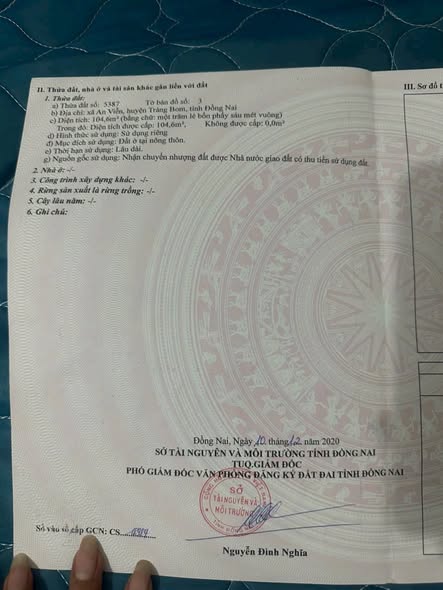 II. Thửa đất, nhà ở và tài sản khác gắn liền với đất
1. Thửa đất:
a) Thửa đất số: 5387 Tờ bản đồ số: 3
b) Địa chỉ: xã An Viễn, huyện Trảng Bom, tỉnh Đồng Nai
c) Diện tích: 104,6m² (bằng chữ: một trăm lẻ bốn phẩy sáu mét vuông)
Trong đó: Diện tích được cấp: 104,6m², Không được cấp: 0,0m²
d) Hình thức sử dụng: Sử dụng riêng
đ) Mục đích sử dụng: Đất ở tại nông thôn.
e) Thời hạn sử dụng: Lâu dài.
g) Nguồn gốc sử dụng: Nhận chuyển nhượng đất được Nhà nước giao đất có thu tiền sử dụng đất.
2. Nhà ở: -/-
3. Công trình xây dựng khác: -/-
4. Rừng sản xuất là rừng trồng: -/-
5. Cây lâu năm: -/-
6. Ghi chú:
III. Sơ đồ t
Đồng Nai, Ngày 10 tháng 12 năm 2020
SỞ TÀI NGUYÊN VÀ MÔI TRƯỜNG TỈNH ĐỒNG NAI
TUQ.GIÁM ĐỐC
PHÓ GIÁM ĐỐC VĂN PHÒNG ĐĂNG KÝ ĐẤT ĐAI TỈNH ĐỒNG NAI
SỞ
TÀI NGUYÊN VÀ
MÔI TRƯỜNG
Số vào sổ cấp GCN: CS
Nguyễn Đình Nghĩa